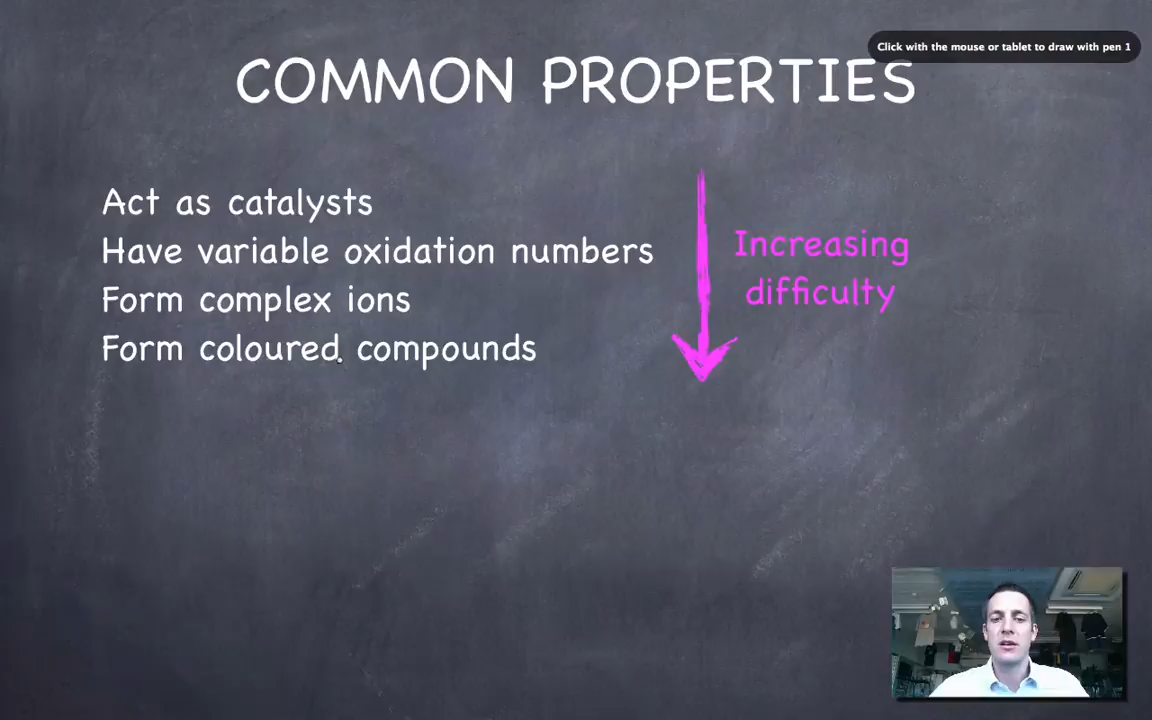 Click with the mouse or tablet to draw with pen 1
COMMON PROPERTIES
Act as catalysts
Have variable oxidation numbers
Form complex ions
Form coloured compounds
Increasing
difficulty